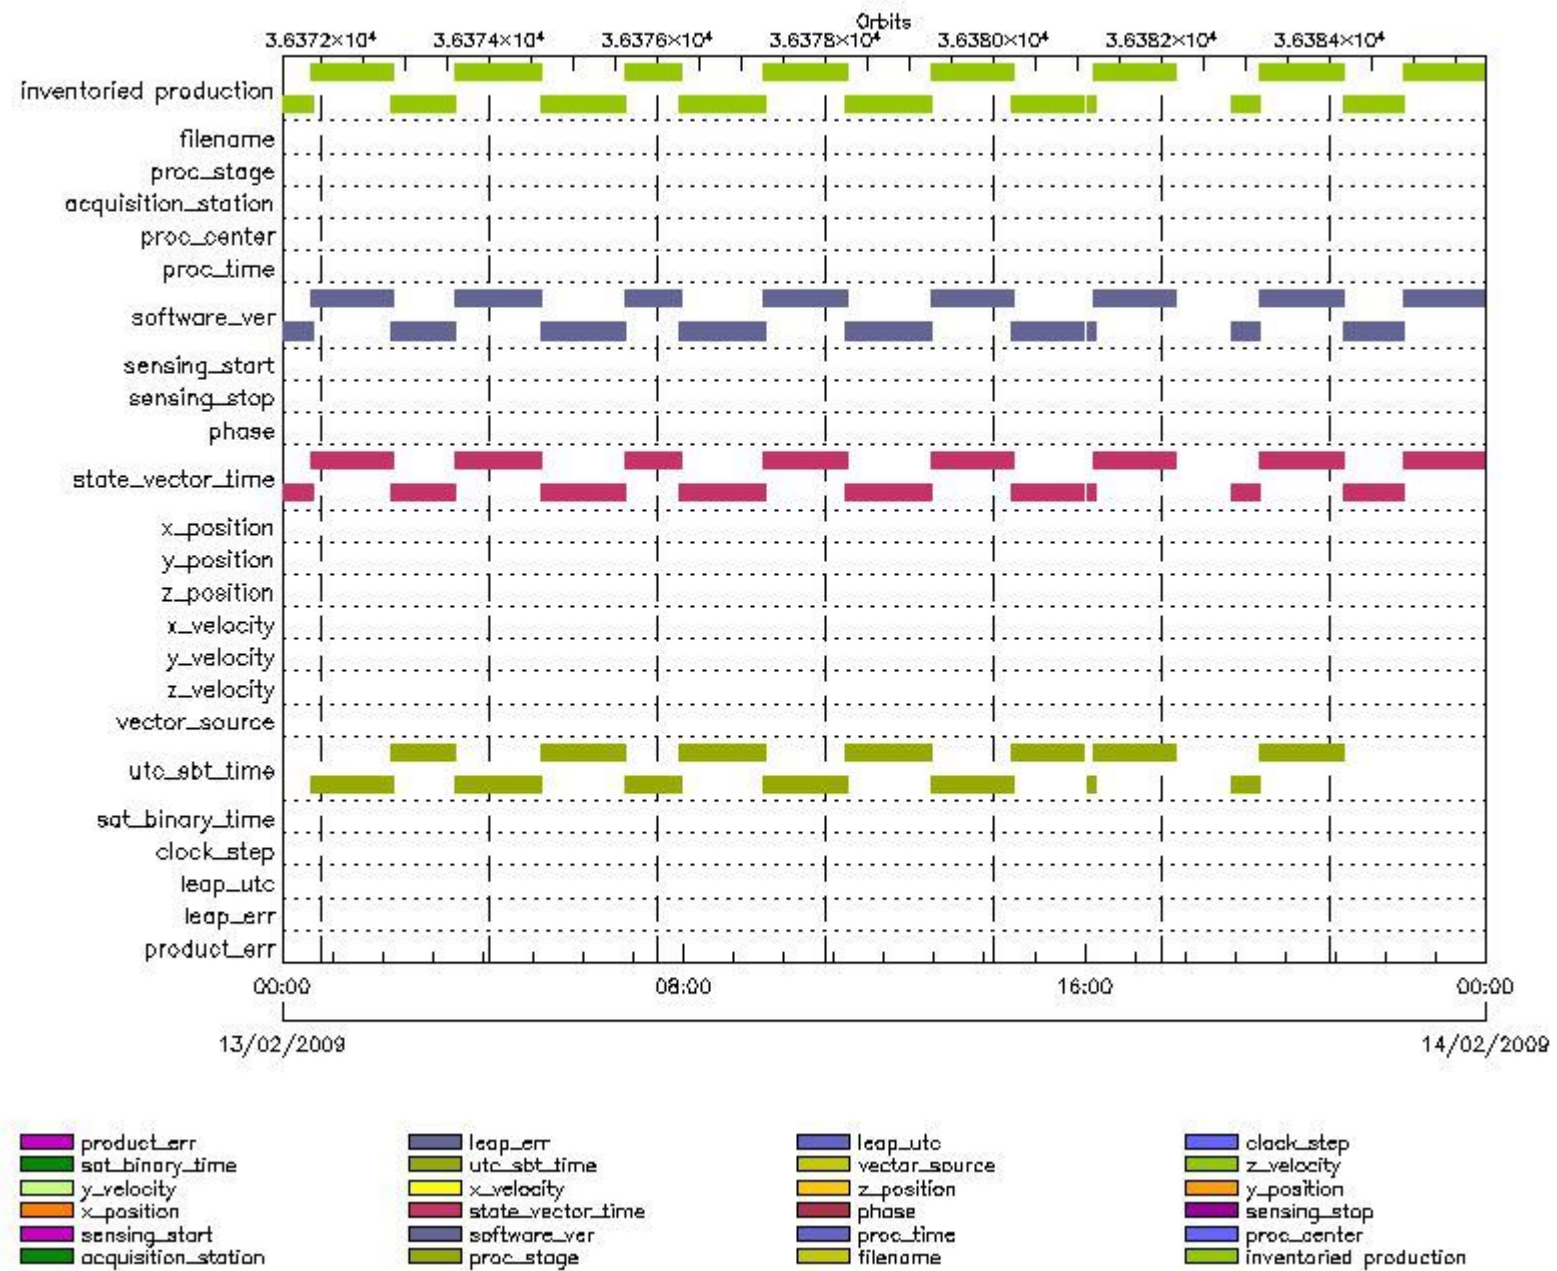 Orbits
3.6372×10⁴ 3.6374×10⁴ 3.6376×10⁴ 3.6378×10⁴ 3.6380×10⁴ 3.6382×10⁴ 3.6384×10⁴
inventoried production
filename
proc_stage
acquisition_station
proc_center
proc_time
software_ver
sensing_start
sensing_stop
phase
state_vector_time
x_position
y_position
z_position
x_velocity
y_velocity
z_velocity
vector_source
utc_sbt_time
sat_binary_time
clock_step
leap_utc
leap_err
product_err
00:00 08:00 16:00 00:00
13/02/2009 14/02/2009
product_err leap_err leap_utc clock_step
sat_binary_time utc_sbt_time vector_source z_velocity
y_velocity x_velocity z_position y_position
x_position state_vector_time phase sensing_stop
sensing_start software_ver proc_time proc_center
acquisition_station proc_stage filename inventoried production